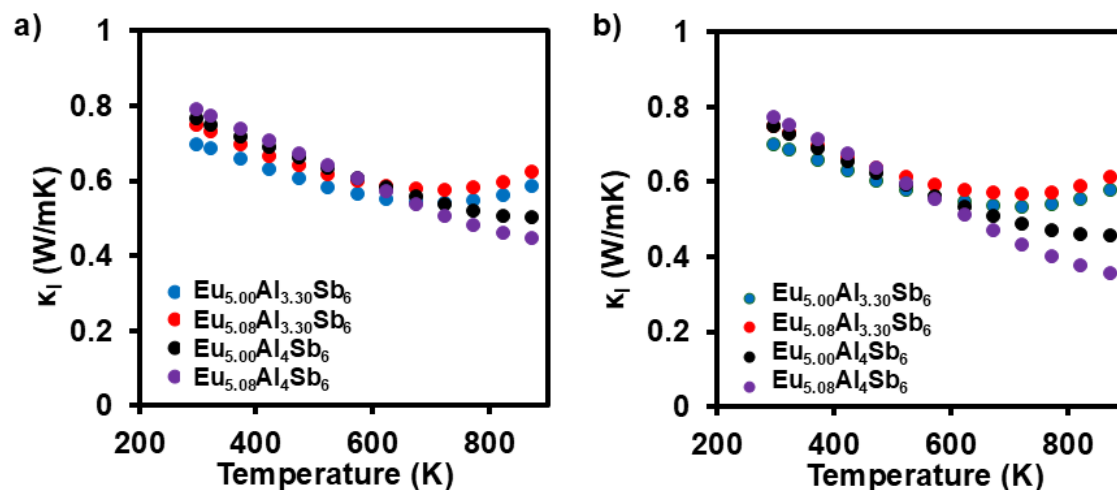 a)
κₗ (W/mK)
1
0.8
0.6
0.4
0.2
0
Eu₅.₀₀Al₃.₃₀Sb₆
Eu₅.₀₈Al₃.₃₀Sb₆
Eu₅.₀₀Al₄Sb₆
Eu₅.₀₈Al₄Sb₆
200 400 600 800
Temperature (K)
b)
κₗ (W/mK)
1
0.8
0.6
0.4
0.2
0
Eu₅.₀₀Al₃.₃₀Sb₆
Eu₅.₀₈Al₃.₃₀Sb₆
Eu₅.₀₀Al₄Sb₆
Eu₅.₀₈Al₄Sb₆
200 400 600 800
Temperature (K)